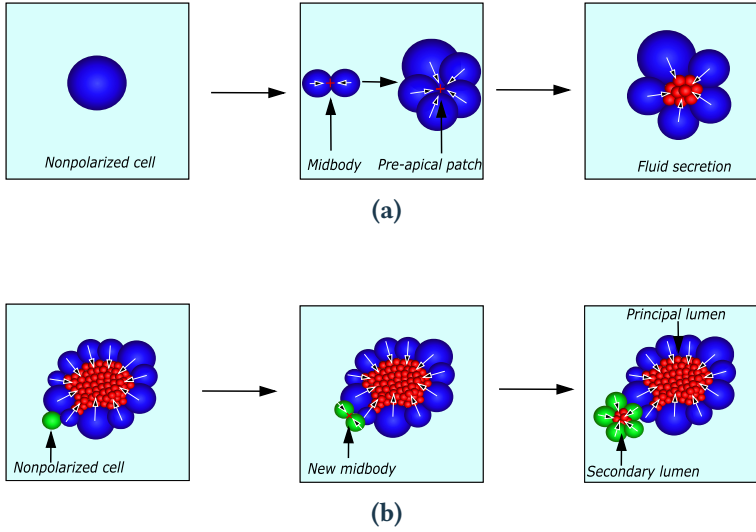 Nonpolarized cell
Midbody
Pre-apical patch
Fluid secretion
(a)
Principal lumen
Nonpolarized cell
New midbody
Secondary lumen
(b)